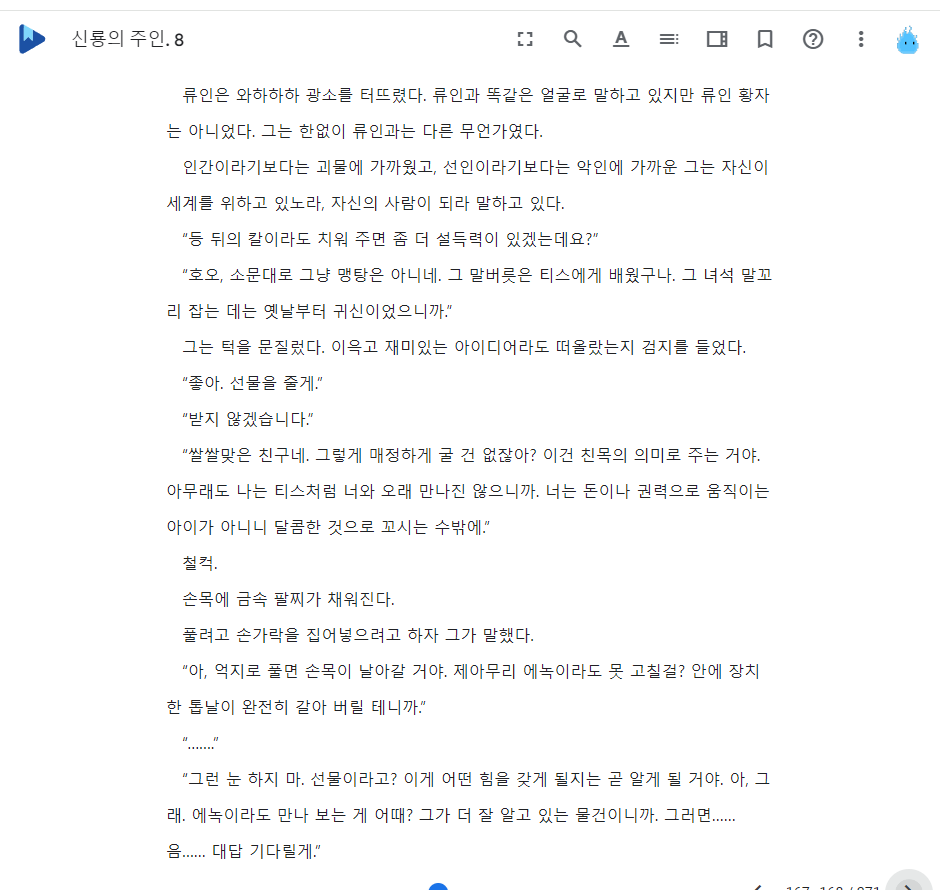 신룡의 주인. 8
류인은 와하하하 광소를 터뜨렸다. 류인과 똑같은 얼굴로 말하고 있지만 류인 황자
는 아니었다. 그는 한없이 류인과는 다른 무언가였다.
인간이라기보다는 괴물에 가까웠고, 선인이라기보다는 악인에 가까운 그는 자신이
세계를 위하고 있노라, 자신의 사람이 되라 말하고 있다.
“등 뒤의 칼이라도 치워 주면 좀 더 설득력이 있겠는데요?”
“호오, 소문대로 그냥 맹탕은 아니네. 그 말버릇은 티스에게 배웠구나. 그 녀석 말꼬
리 잡는 데는 옛날부터 귀신이었으니까.”
그는 턱을 문질렀다. 이윽고 재미있는 아이디어라도 떠올랐는지 검지를 들었다.
“좋아. 선물을 줄게.”
“받지 않겠습니다.”
“쌀쌀맞은 친구네. 그렇게 매정하게 굴 건 없잖아? 이건 친목의 의미로 주는 거야.
아무래도 나는 티스처럼 너와 오래 만나진 않으니까. 너는 돈이나 권력으로 움직이는
아이가 아니니 달콤한 것으로 꼬시는 수밖에.”
철컥.
손목에 금속 팔찌가 채워진다.
풀려고 손가락을 집어넣으려고 하자 그가 말했다.
“아, 억지로 풀면 손목이 날아갈 거야. 제아무리 에녹이라도 못 고칠걸? 안에 장치
한 톱날이 완전히 갈아 버릴 테니까.”
“…….”
“그런 눈 하지 마. 선물이라고? 이게 어떤 힘을 갖게 될지는 곧 알게 될 거야. 아, 그
래. 에녹이라도 만나 보는 게 어때? 그가 더 잘 알고 있는 물건이니까. 그러면……
음…… 대답 기다릴게.”